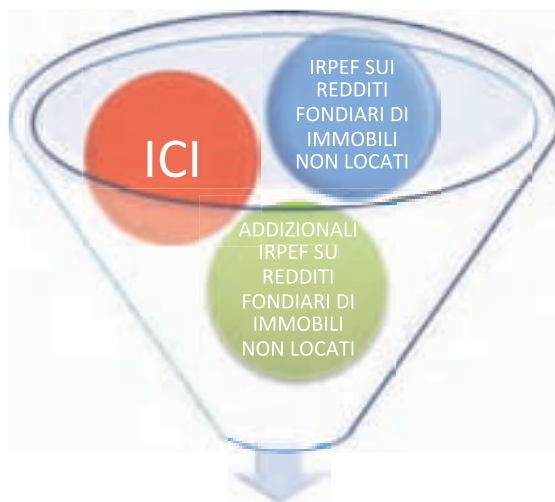 IRPEF SUI
REDDITI
FONDIARI DI
IMMOBILI
NON LOCATI
ICI
ADDIZIONALI
IRPEF SU
REDDITI
FONDIARI DI
IMMOBILI
NON LOCATI